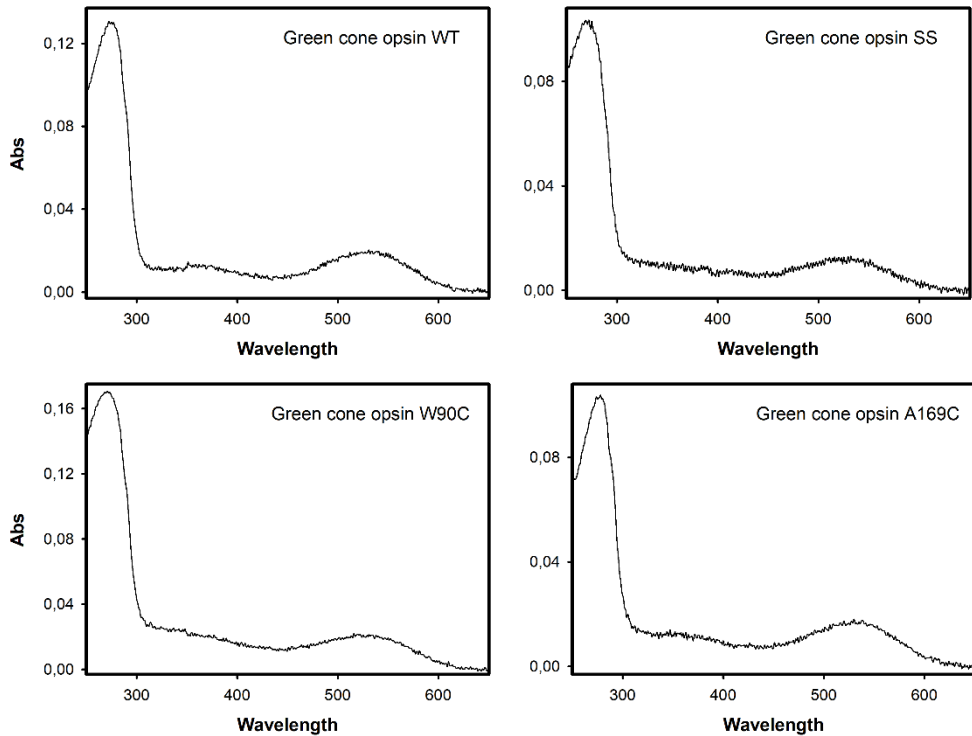 Green cone opsin WT
Abs
0,12
0,08
0,04
0,00
300 400 500 600
Wavelength
Green cone opsin SS
0,08
0,04
0,00
300 400 500 600
Wavelength
Green cone opsin W90C
Abs
0,16
0,12
0,08
0,04
0,00
300 400 500 600
Wavelength
Green cone opsin A169C
0,08
0,04
0,00
300 400 500 600
Wavelength